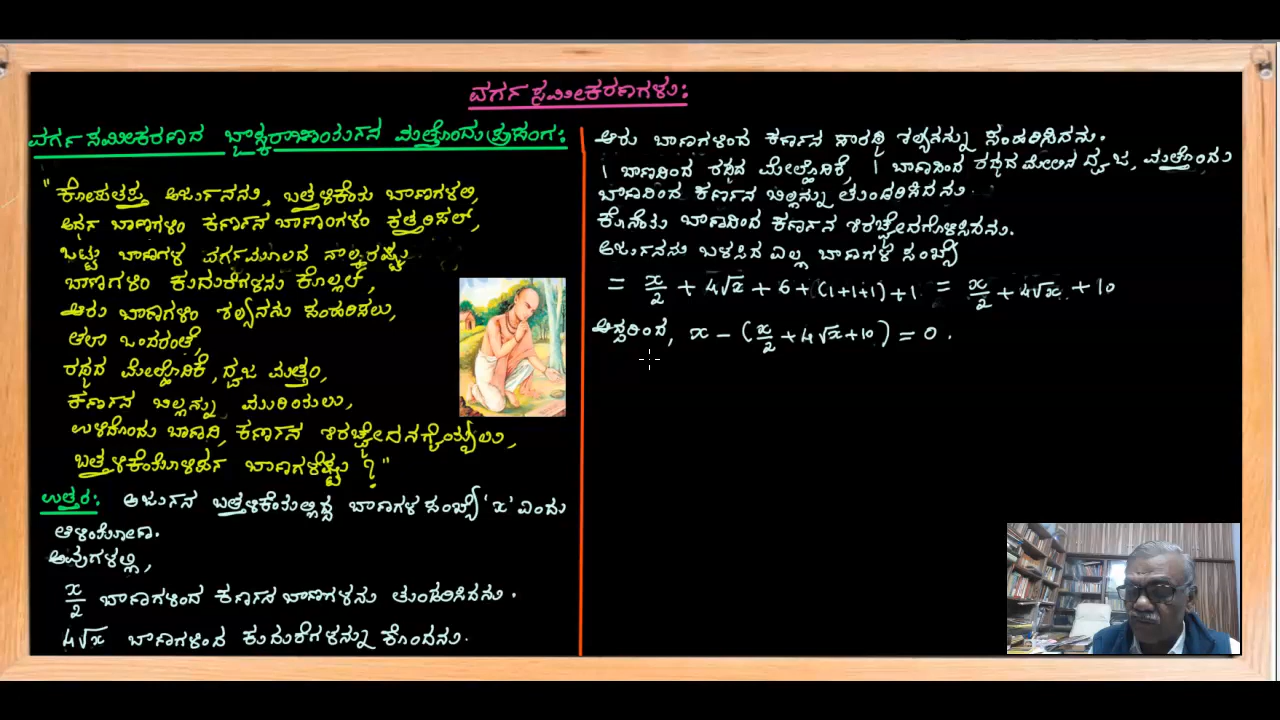 ವರ್ಗ ಸಮೀಕರಣಗಳು:
ವರ್ಗ ಸಮೀಕರಣದ ಭಾಸ್ಕರಾಚಾರ್ಯನ ಮತ್ತೊಂದು ಪ್ರಸಂಗ:
"ಕೋಪತಪ್ತ ಅರ್ಜುನನು, ಬತ್ತಳಿಕೆಯ ಬಾಣಗಳಲಿ,
ಅರ್ಧ ಬಾಣಗಳಿಂ ಕರ್ಣನ ಬಾಣಂಗಳಂ ಕತ್ತರಿಸಲ್,
ಒಟ್ಟು ಬಾಣಗಳ ವರ್ಗಮೂಲದ ನಾಲ್ಕರಷ್ಟು
ಬಾಣಗಳಿಂ ಕುದುರೆಗಳನು ಕೊಲ್ಲಲ್,
ಆರು ಬಾಣಗಳಿಂ ಶಲ್ಯನನು ಸಂಹರಿಸಲು,
ತಲಾ ಒಂದರಂತೆ,
ರಥದ ಮೇಲ್ಹೊದಿಕೆ, ಧ್ವಜ ಮತ್ತಂ,
ಕರ್ಣನ ಬಿಲ್ಲನ್ನು ಮುರಿಯಲು,
ಉಳಿದೊಂದು ಬಾಣದಿ, ಕರ್ಣನ ಶಿರಚ್ಛೇದನಗೈಯ್ಯಲು,
ಬತ್ತಳಿಕೆಯೊಳಿರ್ಪ ಬಾಣಗಳೆಷ್ಟು ?"
ಉತ್ತರ: ಅರ್ಜುನನ ಬತ್ತಳಿಕೆಯಲ್ಲಿದ್ದ ಬಾಣಗಳ ಸಂಖ್ಯೆ 'x' ಎಂದು
ತಿಳಿಯೋಣ.
ಅವುಗಳಲ್ಲಿ,
x/2 ಬಾಣಗಳಿಂದ ಕರ್ಣನ ಬಾಣಗಳನು ತುಂಡರಿಸಿದನು.
4√x ಬಾಣಗಳಿಂದ ಕುದುರೆಗಳನ್ನು ಕೊಂದನು.
ಆರು ಬಾಣಗಳಿಂದ ಕರ್ಣನ ಸಾರಥಿ ಶಲ್ಯನನ್ನು ಸಂಹರಿಸಿದನು.
1 ಬಾಣದಿಂದ ರಥದ ಮೇಲ್ಹೊದಿಕೆ, 1 ಬಾಣದಿಂದ ರಥದ ಮೇಲಿನ ಧ್ವಜ, ಮತ್ತೊಂದು
ಬಾಣದಿಂದ ಕರ್ಣನ ಬಿಲ್ಲನ್ನು ತುಂಡರಿಸಿದನು.
ಕೊನೆಯ ಬಾಣದಿಂದ ಕರ್ಣನ ಶಿರಚ್ಛೇದಗೊಳಿಸಿದನು.
ಅರ್ಜುನನು ಬಳಸಿದ ಎಲ್ಲ ಬಾಣಗಳ ಸಂಖ್ಯೆ
= x/2 + 4√x + 6 + (1+1+1) + 1 = x/2 + 4√x + 10
ಆದ್ದರಿಂದ, x - (x/2 + 4√x + 10) = 0.